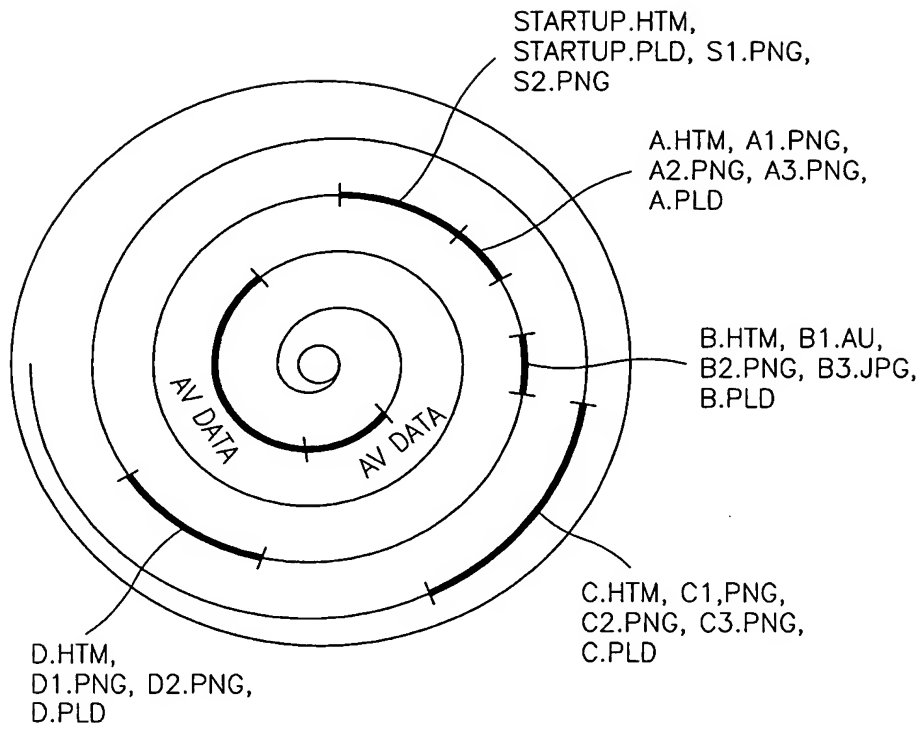 STARTUP.HTM,
STARTUP.PLD, S1.PNG,
S2.PNG
A.HTM, A1.PNG,
A2.PNG, A3.PNG,
A.PLD
B.HTM, B1.AU,
B2.PNG, B3.JPG,
B.PLD
AV DATA
AV DATA
C.HTM, C1,PNG,
C2.PNG, C3.PNG,
C.PLD
D.HTM,
D1.PNG, D2.PNG,
D.PLD